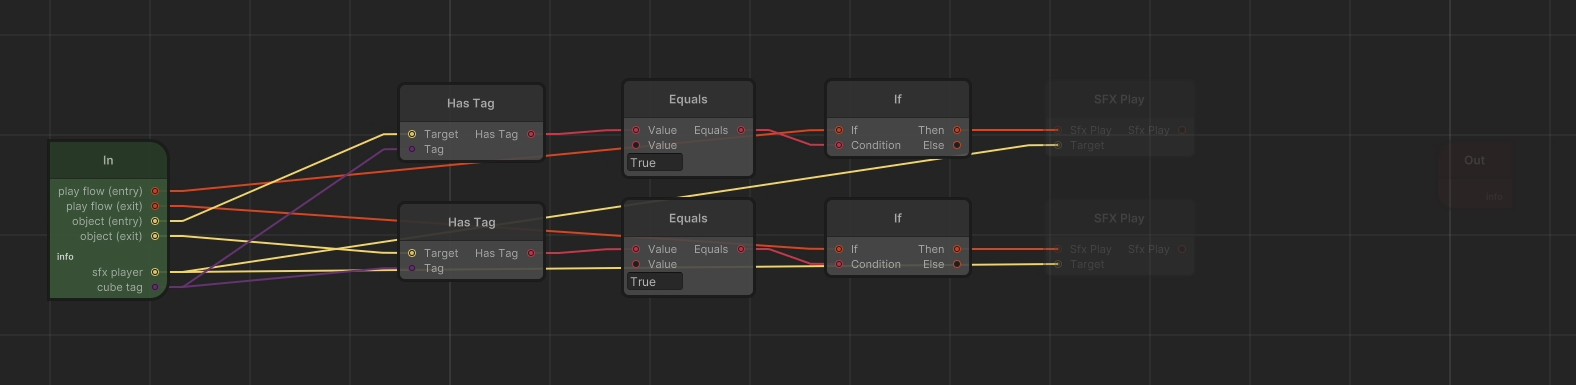 In
play flow (entry)
play flow (exit)
object (entry)
object (exit)
info
sfx player
cube tag
Has Tag
Target Has Tag
Tag
Equals
Value Equals
Value
True
If
If Then
Condition Else
SFX Play
Sfx Play Sfx Play
Target
Has Tag
Target Has Tag
Tag
Equals
Value Equals
Value
True
If
If Then
Condition Else
SFX Play
Sfx Play Sfx Play
Target
Out
info